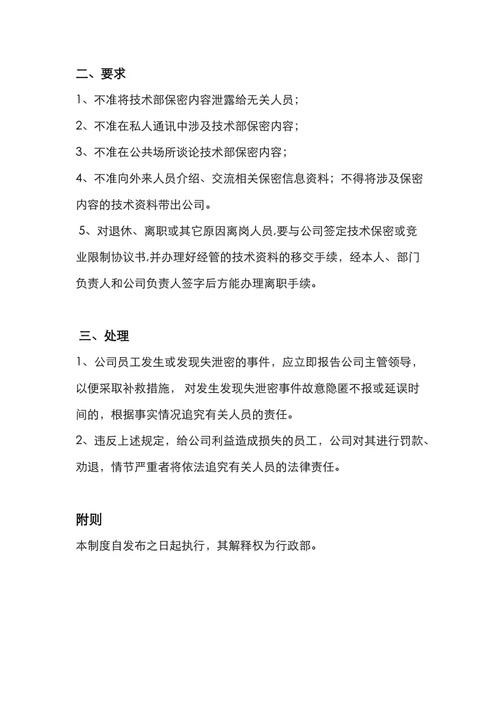 二、要求
1、不准将技术部保密内容泄露给无关人员；
2、不准在私人通讯中涉及技术部保密内容；
3、不准在公共场所谈论技术部保密内容；
4、不准向外来人员介绍、交流相关保密信息资料；不得将涉及保密
内容的技术资料带出公司。
5、对退休、离职或其它原因离岗人员,要与公司签定技术保密或竞
业限制协议书,并办理好经管的技术资料的移交手续，经本人、部门
负责人和公司负责人签字后方能办理离职手续。
三、处理
1、公司员工发生或发现失泄密的事件，应立即报告公司主管领导，
以便采取补救措施， 对发生发现失泄密事件故意隐匿不报或延误时
间的，根据事实情况追究有关人员的责任。
2、违反上述规定，给公司利益造成损失的员工，公司对其进行罚款、
劝退，情节严重者将依法追究有关人员的法律责任。
附则
本制度自发布之日起执行，其解释权为行政部。